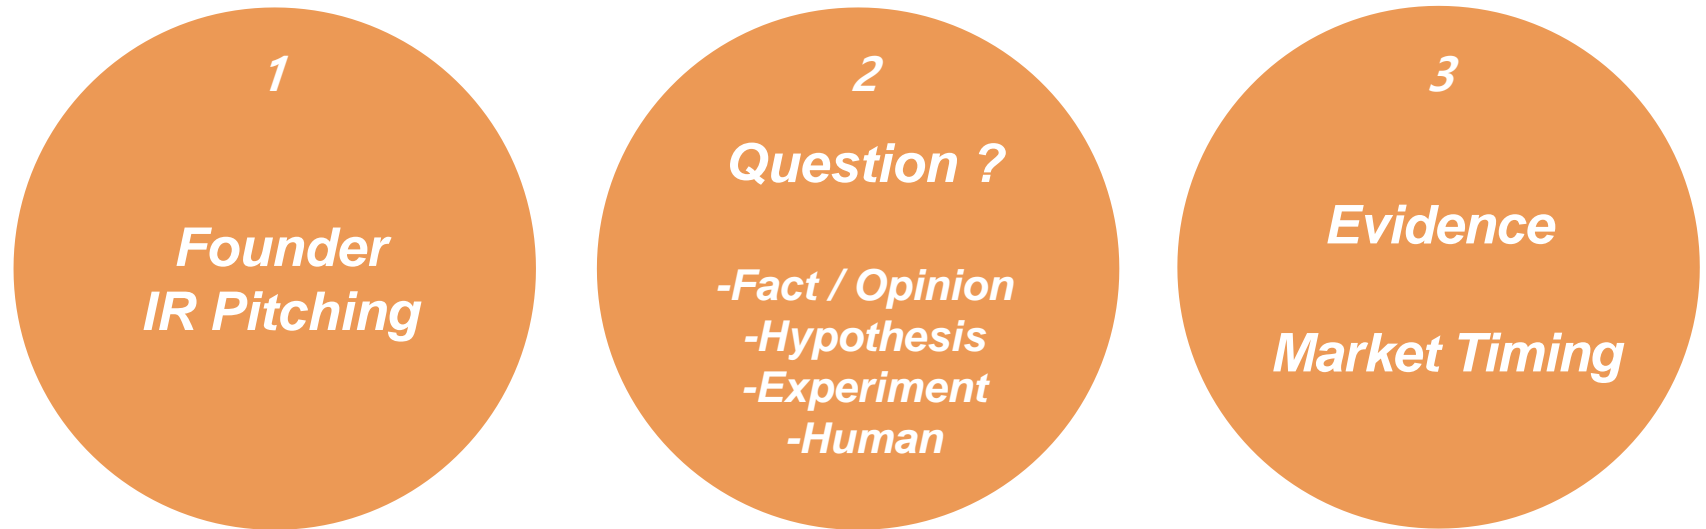 1
Founder
IR Pitching
2
Question ?
-Fact / Opinion
-Hypothesis
-Experiment
-Human
3
Evidence
Market Timing